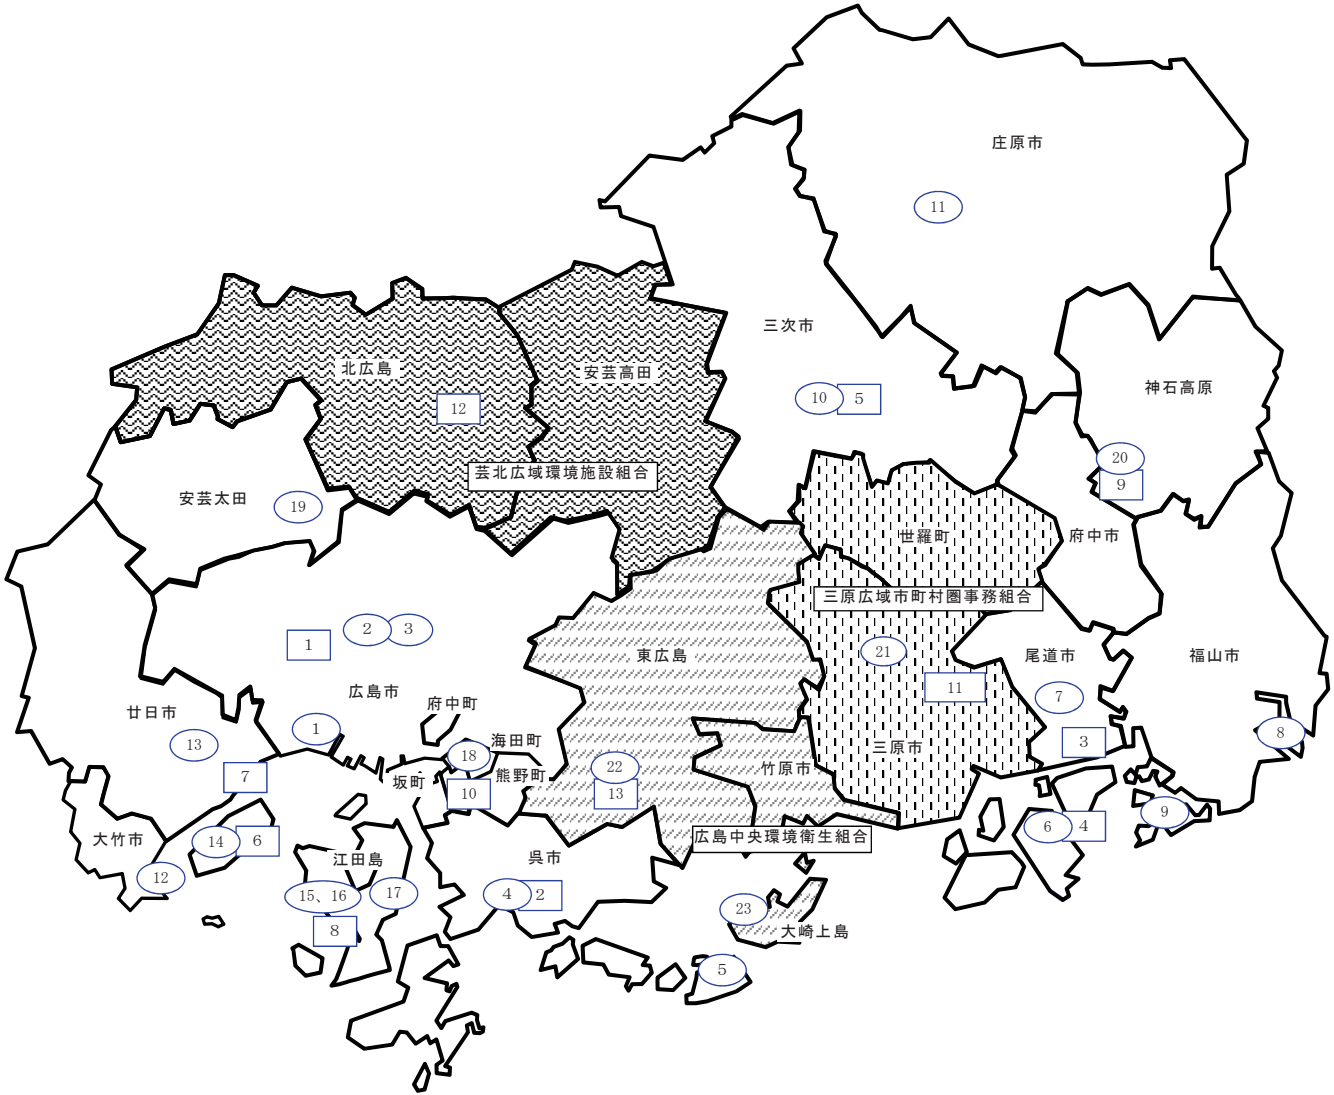 庄原市
11
三次市
北広島
安芸高田
神石高原
10
5
12
20
芸北広域環境施設組合
9
安芸太田
19
世羅町
府中市
三原広域市町村圏事務組合
2
3
1
21
東広島
尾道市
福山市
広島市
11
7
府中町
廿日市
1
8
海田町
3
13
三原市
18
22
竹原市
熊野町
7
坂町
10
13
9
6
4
大竹市
14
6
広島中央環境衛生組合
江田島
呉市
12
15、16
17
4
2
23
8
大崎上島
5